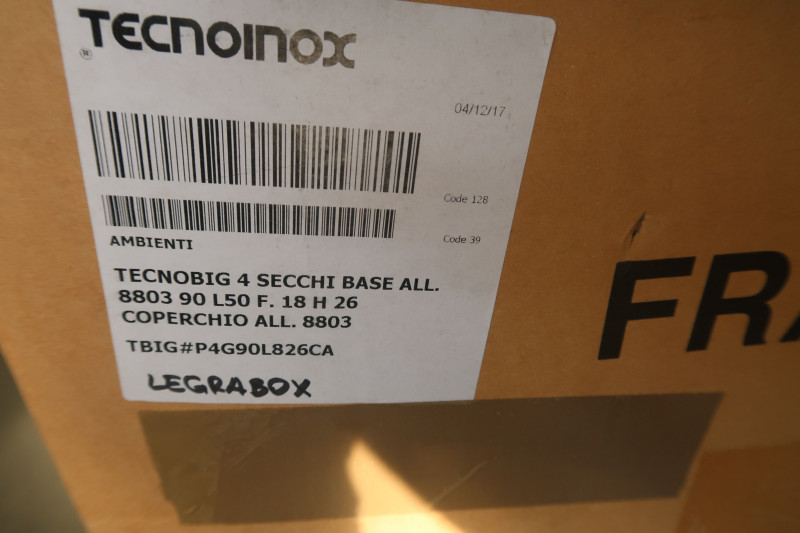 TECNOINOX
®
04/12/17
Code 128
Code 39
AMBIENTI
TECNOBIG 4 SECCHI BASE ALL.
8803 90 L50 F. 18 H 26
COPERCHIO ALL. 8803
TBIG#P4G90L826CA
LEGRABOX